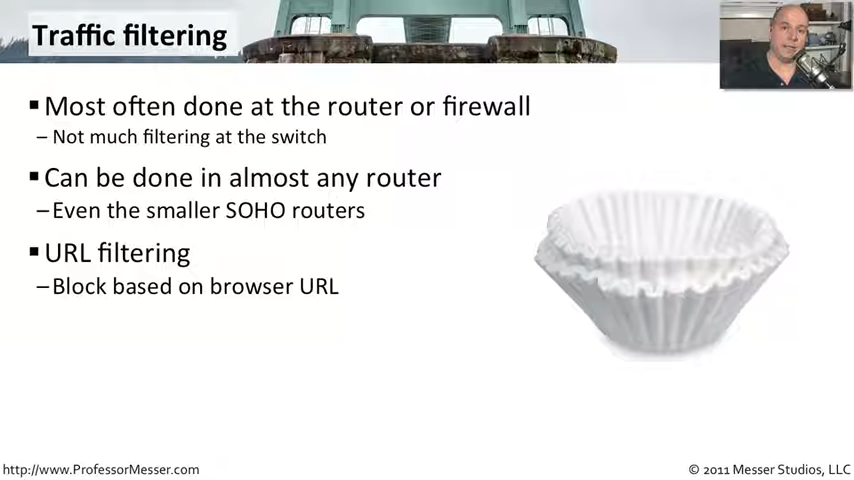 Traffic filtering
▪ Most often done at the router or firewall
– Not much filtering at the switch
▪ Can be done in almost any router
– Even the smaller SOHO routers
▪ URL filtering
– Block based on browser URL
http://www.ProfessorMesser.com
© 2011 Messer Studios, LLC